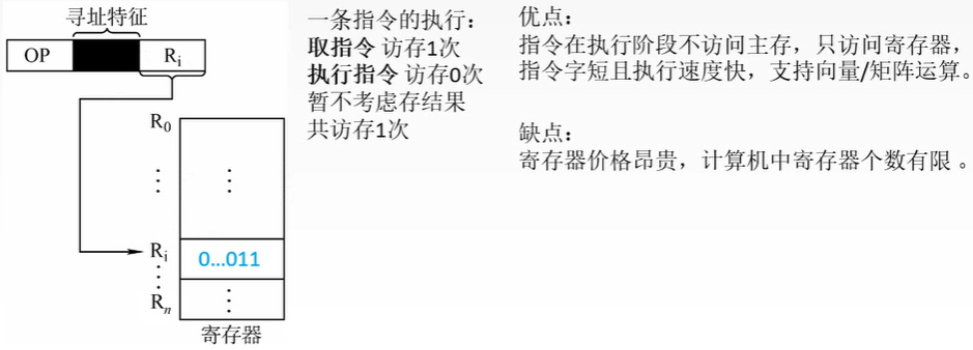 寻址特征
OP
Ri
R0
⋮ ⋮
Ri
0...011
⋮
Rn
⋮
寄存器
一条指令的执行：
取指令 访存1次
执行指令 访存0次
暂不考虑存结果
共访存1次
优点：
指令在执行阶段不访问主存，只访问寄存器，
指令字短且执行速度快，支持向量/矩阵运算。
缺点：
寄存器价格昂贵，计算机中寄存器个数有限 。